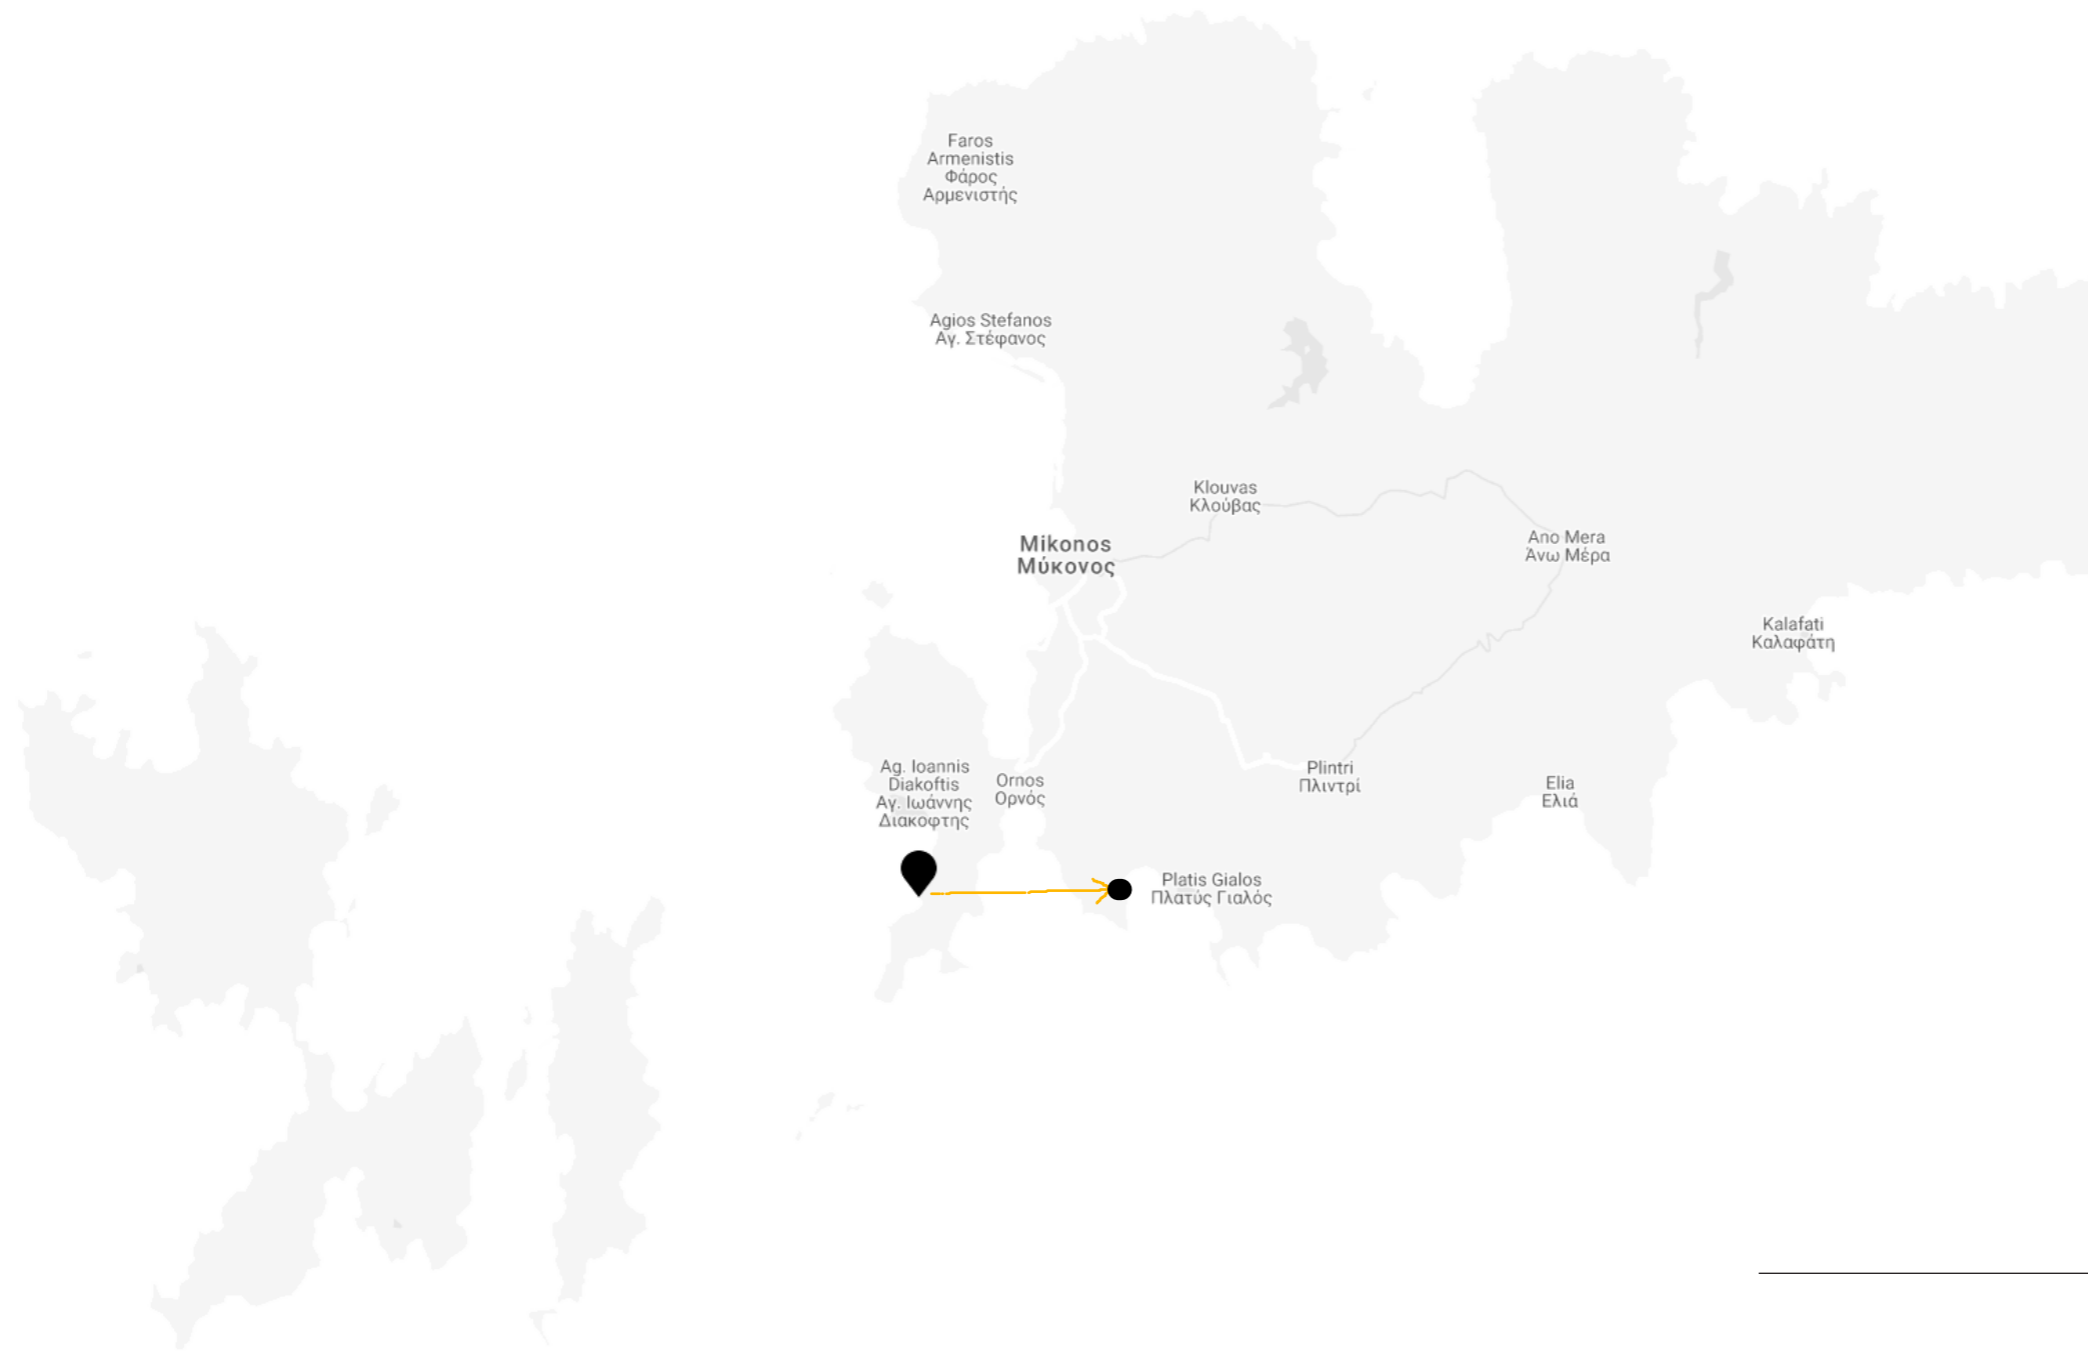 Faros
Armenistis
Φάρος
Αρμενιστής
Agios Stefanos
Αγ. Στέφανος
Klouvas
Κλούβας
Mikonos
Μύκονος
Ano Mera
Άνω Μέρα
Kalafati
Καλαφάτη
Ag. Ioannis
Diakoftis
Αγ. Ιωάννης
Διακοφτης
Ornos
Ορνός
Plintri
Πλιντρί
Elia
Ελιά
Platis Gialos
Πλατύς Γιαλός